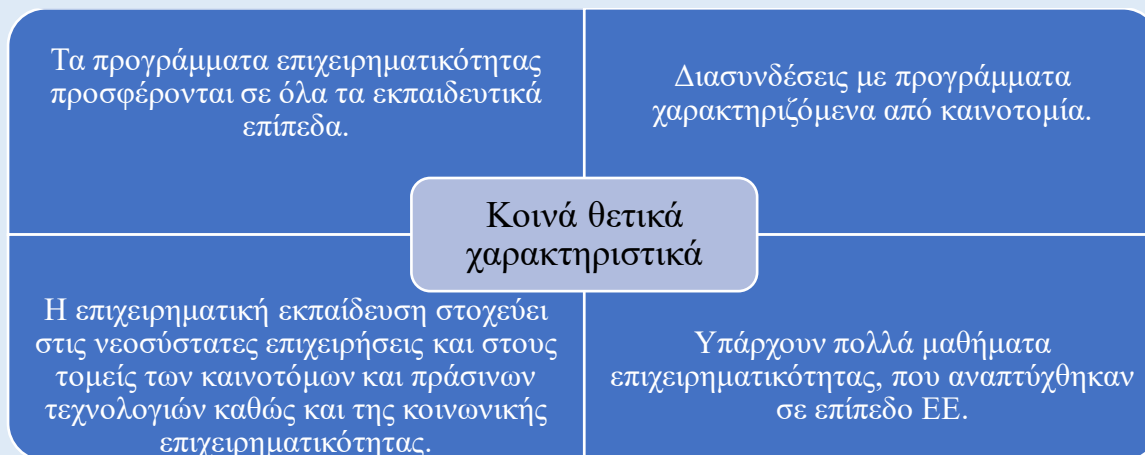 Τα προγράμματα επιχειρηματικότητας
προσφέρονται σε όλα τα εκπαιδευτικά
επίπεδα.
Διασυνδέσεις με προγράμματα
χαρακτηριζόμενα από καινοτομία.
Κοινά θετικά
χαρακτηριστικά
Η επιχειρηματική εκπαίδευση στοχεύει
στις νεοσύστατες επιχειρήσεις και στους
τομείς των καινοτόμων και πράσινων
τεχνολογιών καθώς και της κοινωνικής
επιχειρηματικότητας.
Υπάρχουν πολλά μαθήματα
επιχειρηματικότητας, που αναπτύχθηκαν
σε επίπεδο ΕΕ.